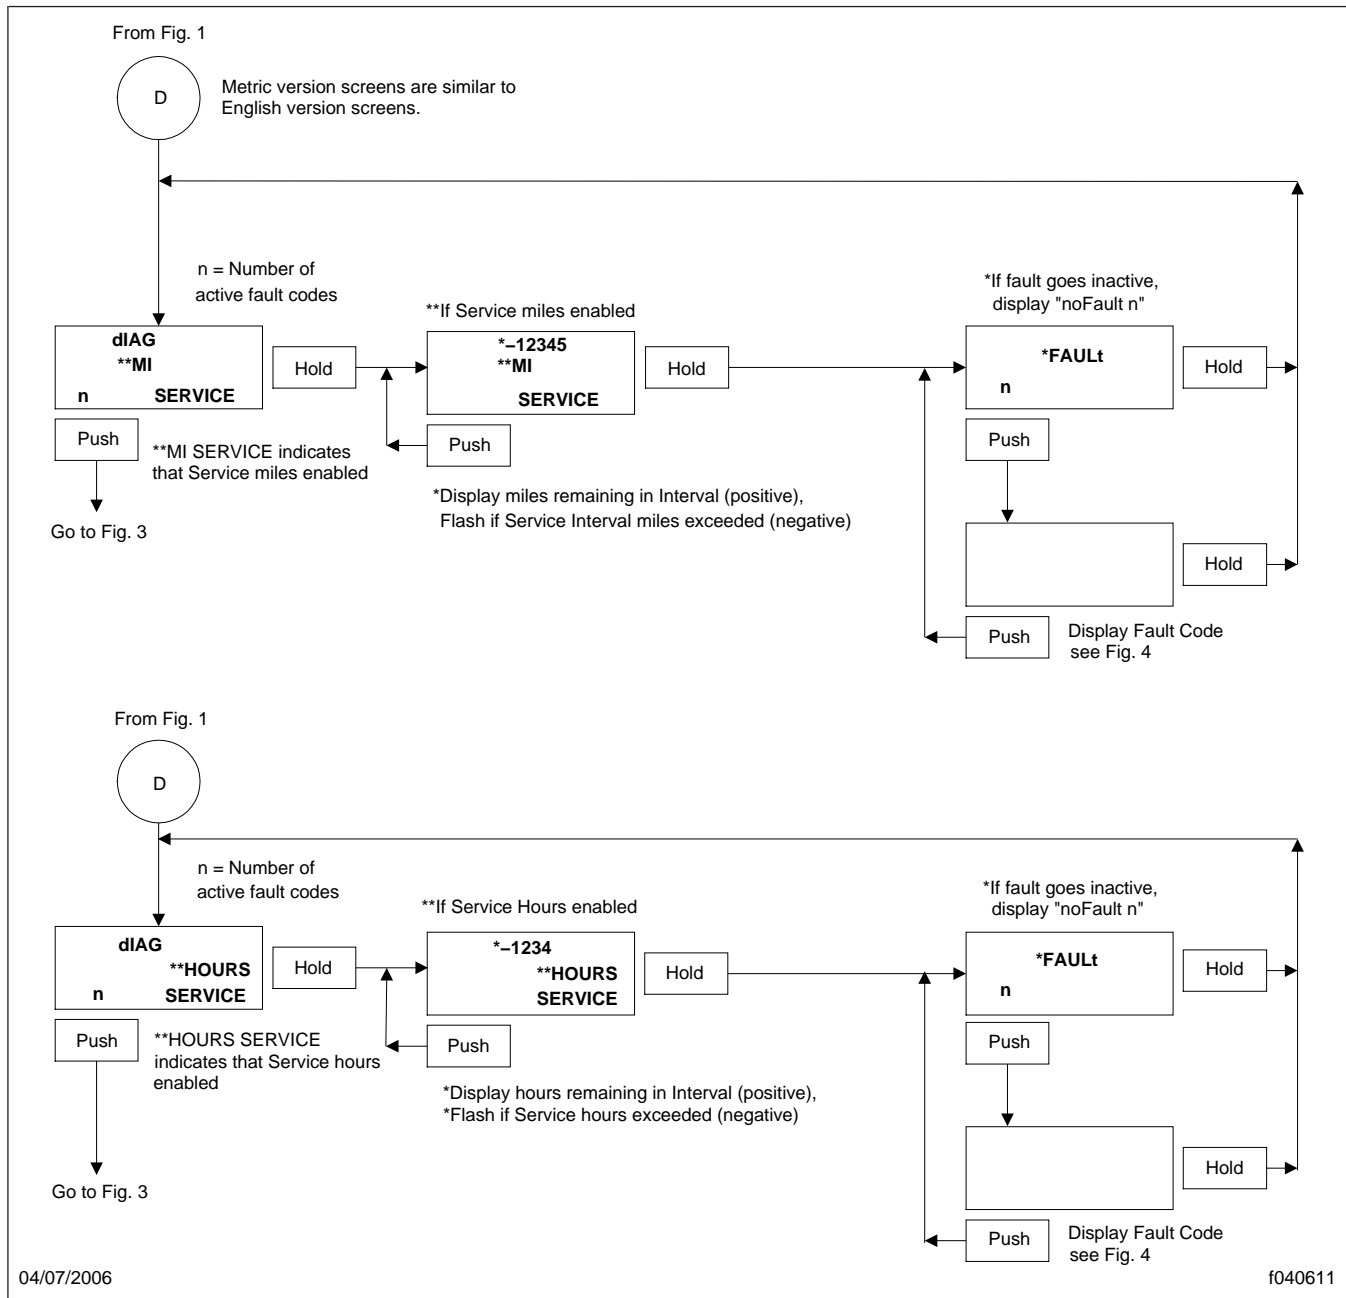 From Fig. 1
D
Metric version screens are similar to
English version screens.
n = Number of
active fault codes
dIAG
**MI
n SERVICE
Hold
Push
**MI SERVICE indicates
that Service miles enabled
Go to Fig. 3
**If Service miles enabled
*–12345
**MI
SERVICE
Hold
Push
*Display miles remaining in Interval (positive),
Flash if Service Interval miles exceeded (negative)
*If fault goes inactive,
display "noFault n"
*FAULt
n
Hold
Push
Hold
Push
Display Fault Code
see Fig. 4
From Fig. 1
D
n = Number of
active fault codes
dIAG
**HOURS
n SERVICE
Hold
Push
**HOURS SERVICE
indicates that Service hours
enabled
Go to Fig. 3
**If Service Hours enabled
*–1234
**HOURS
SERVICE
Hold
Push
*Display hours remaining in Interval (positive),
*Flash if Service hours exceeded (negative)
*If fault goes inactive,
display "noFault n"
*FAULt
n
Hold
Push
Hold
Push
Display Fault Code
see Fig. 4
04/07/2006
f040611